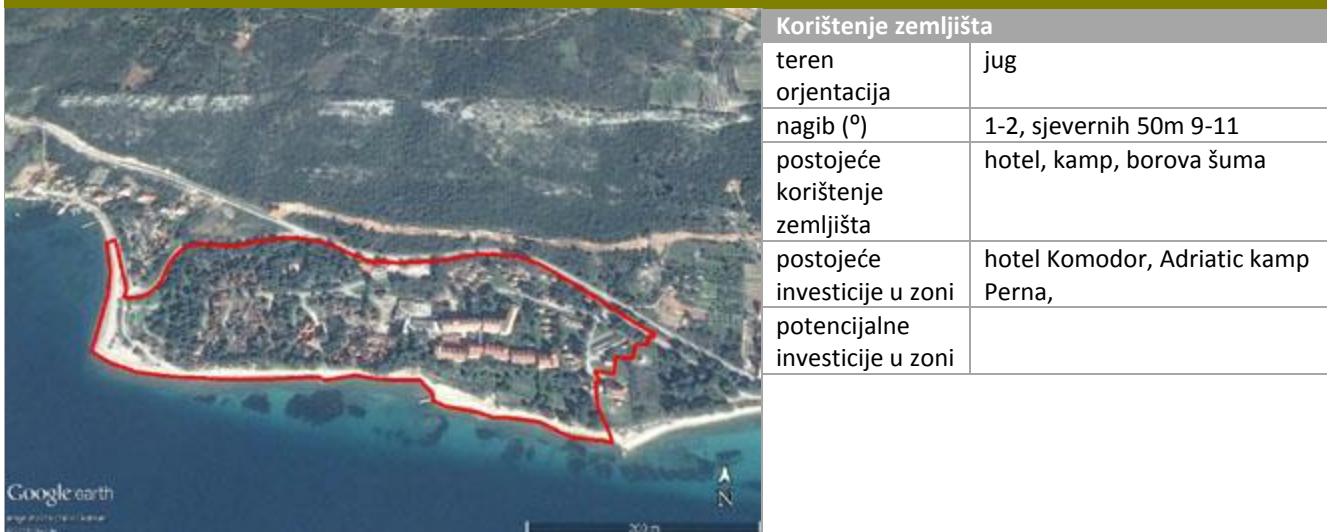 Korištenje zemljišta
teren
orjentacija
jug
nagib (⁰)
1-2, sjevernih 50m 9-11
postojeće
korištenje
zemljišta
hotel, kamp, borova šuma
postojeće
investicije u zoni
hotel Komodor, Adriatic kamp
Perna,
potencijalne
investicije u zoni
Google earth
N